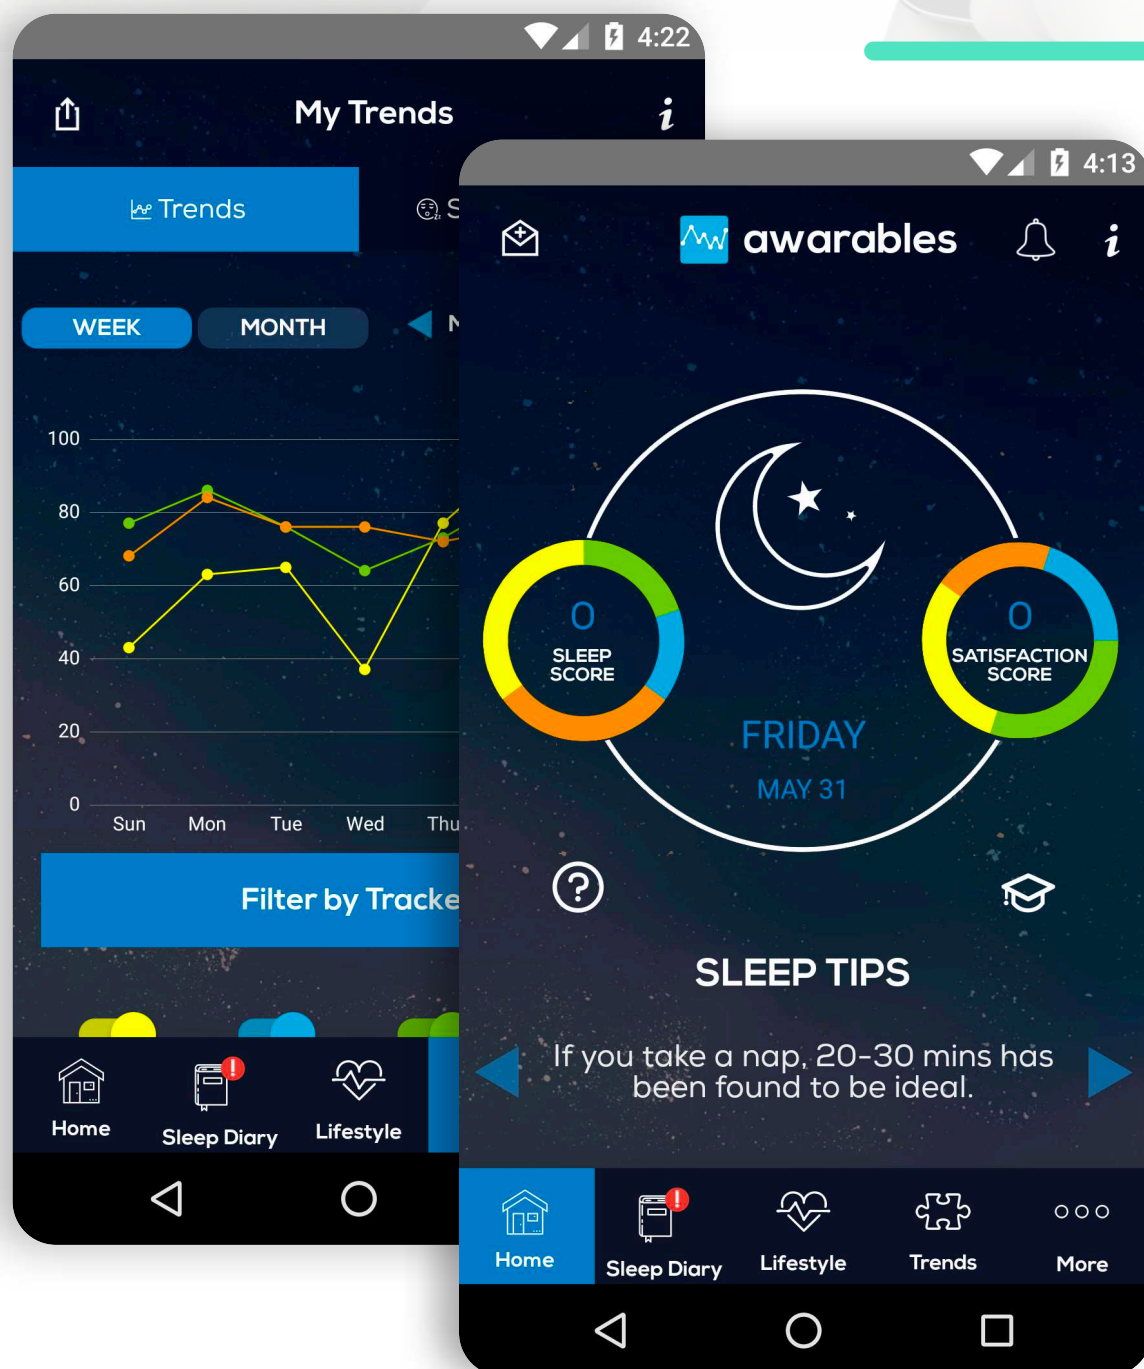 4:22
My Trends
i
Trends
S
WEEK
MONTH
100
80
60
40
20
0
Sun Mon Tue Wed Thu
Filter by Tracke
Home
Sleep Diary
Lifestyle
4:13
awarables
i
0
SLEEP
SCORE
0
SATISFACTION
SCORE
FRIDAY
MAY 31
SLEEP TIPS
If you take a nap, 20-30 mins has
been found to be ideal.
Home
Sleep Diary
Lifestyle
Trends
More